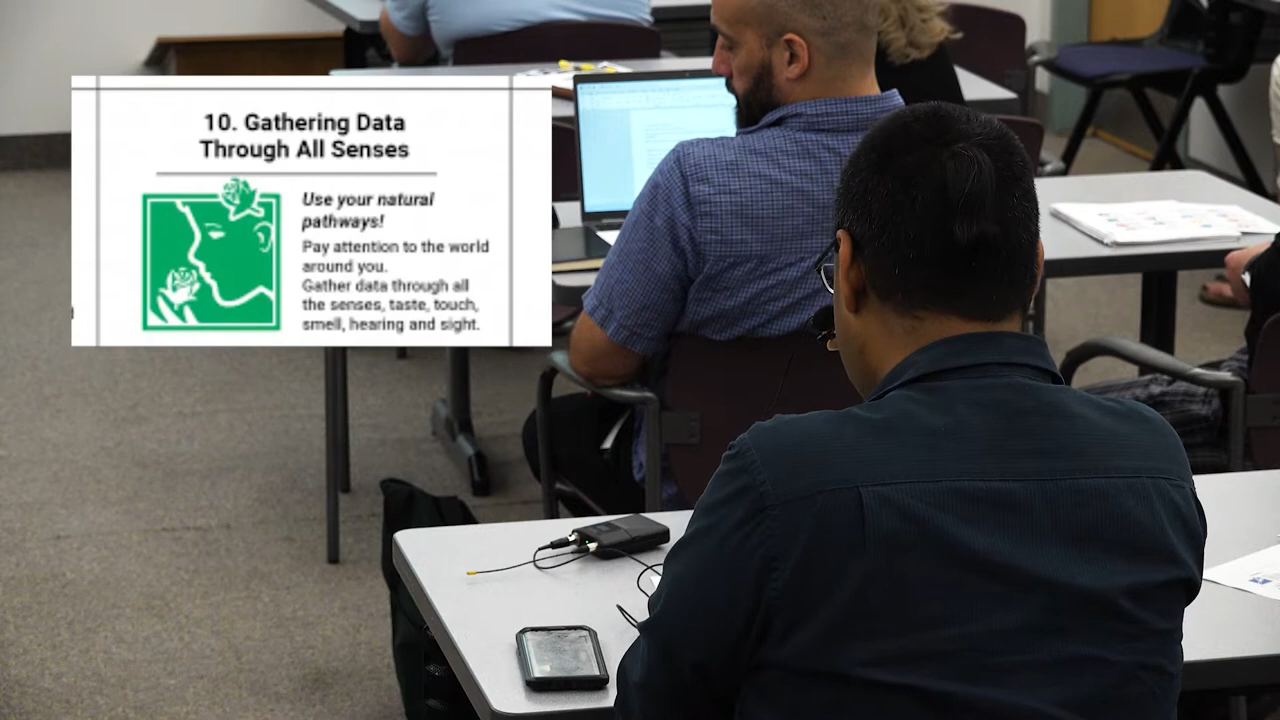 10. Gathering Data
Through All Senses
Use your natural
pathways!
Pay attention to the world
around you.
Gather data through all
the senses, taste, touch,
smell, hearing and sight.